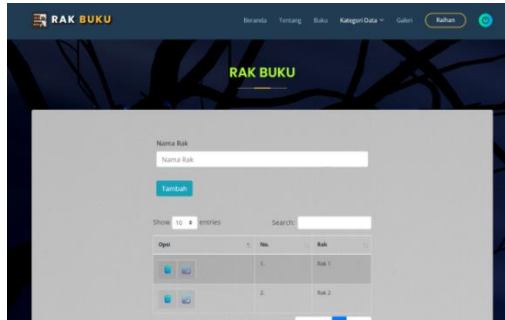 RAK BUKU
Beranda Tentang Buku Kategori Data Galeri Raihan
RAK BUKU
Nama Rak
Nama Rak
Tambah
Show 10 entries Search:
Opsi No. Rak
1. Rak 1
2. Rak 2